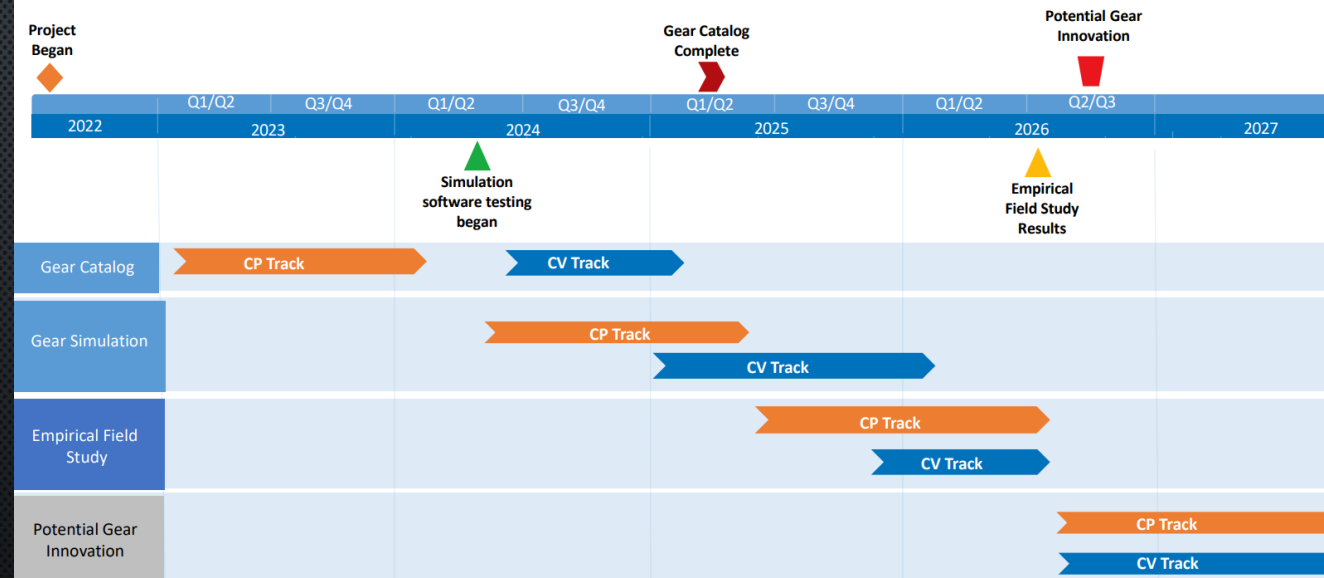 Project
Began
Gear Catalog
Complete
Potential Gear
Innovation
Q1/Q2 Q3/Q4 Q1/Q2 Q3/Q4 Q1/Q2 Q3/Q4 Q1/Q2 Q2/Q3
2022 2023 2024 2025 2026 2027
Simulation
software testing
began
Empirical
Field Study
Results
Gear Catalog
CP Track
CV Track
Gear Simulation
CP Track
CV Track
Empirical Field
Study
CP Track
CV Track
Potential Gear
Innovation
CP Track
CV Track